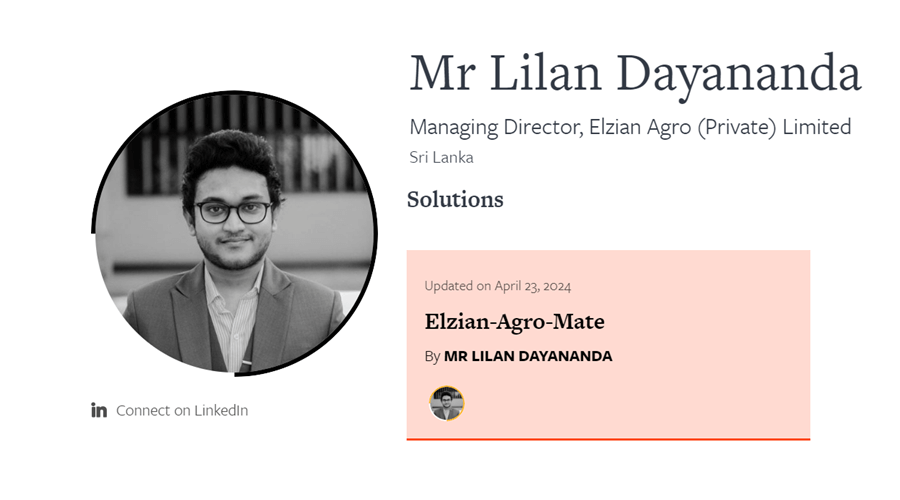 Mr Lilan Dayananda
Managing Director, Elzian Agro (Private) Limited
Sri Lanka
Solutions
Updated on April 23, 2024
Elzian-Agro-Mate
By MR LILAN DAYANANDA
in Connect on LinkedIn